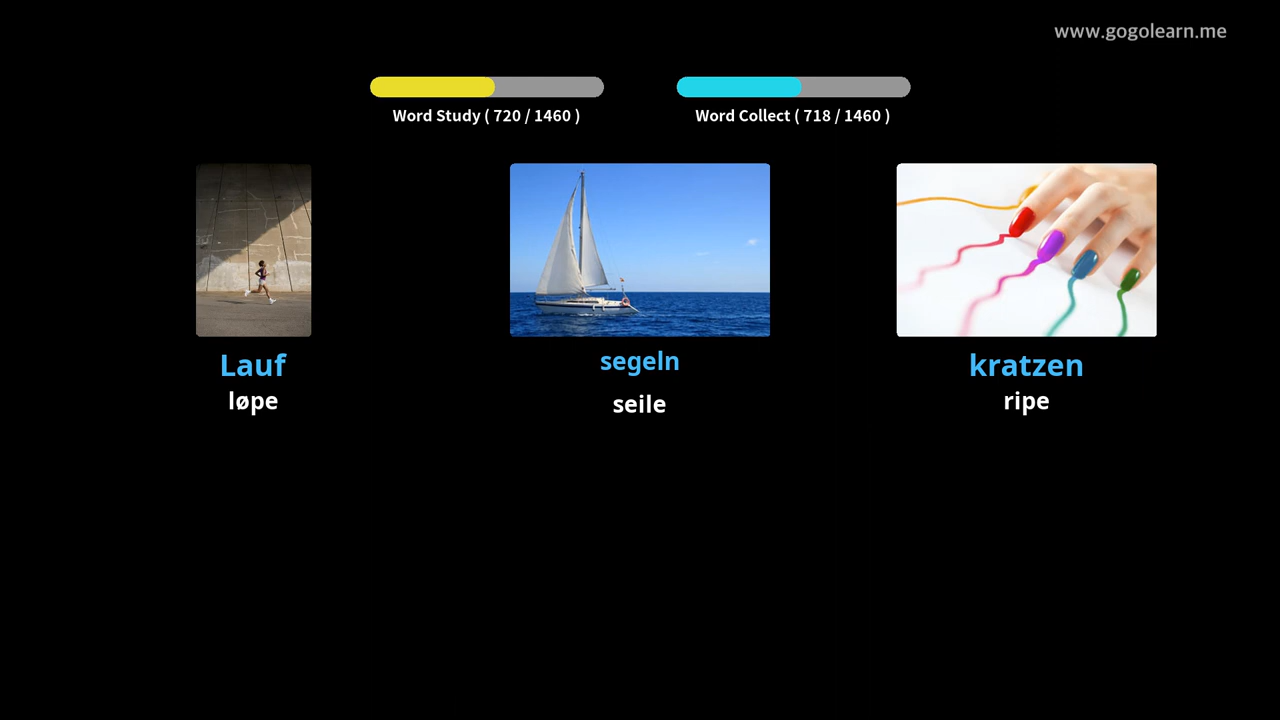 www.gogolearn.me
Word Study ( 720 / 1460 )
Word Collect ( 718 / 1460 )
Lauf
løpe
segeln
seile
kratzen
ripe